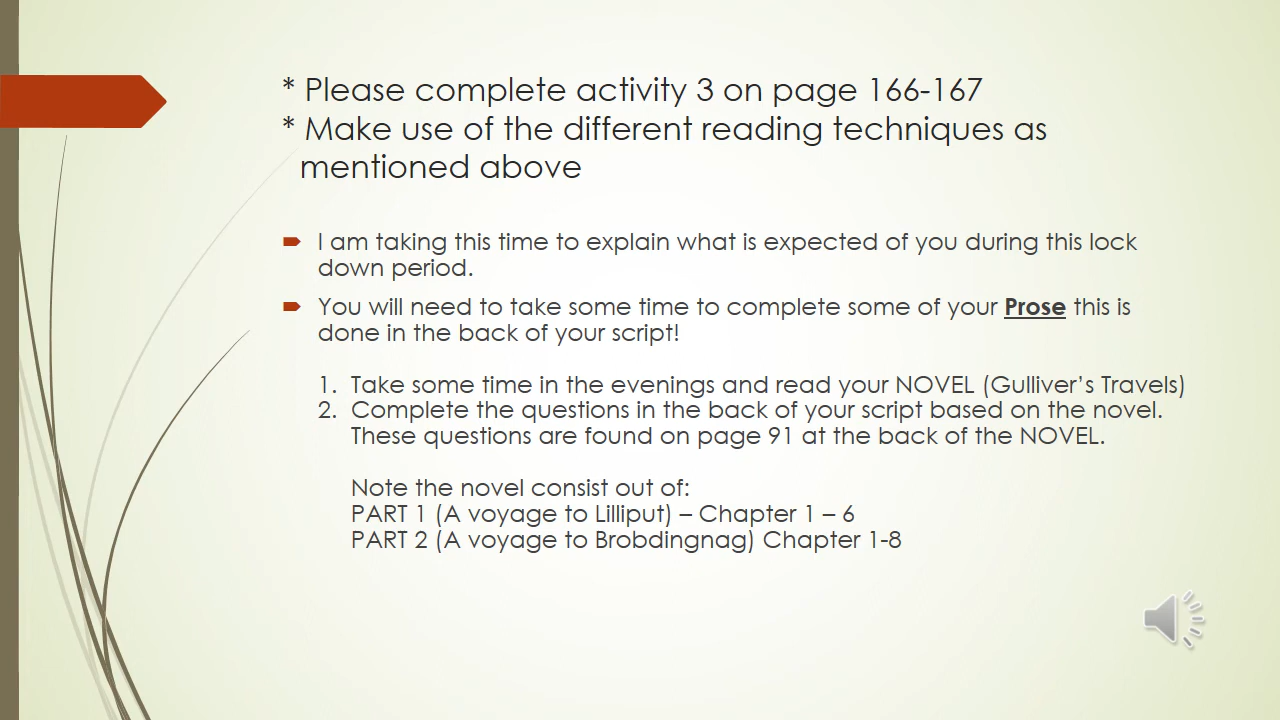 * Please complete activity 3 on page 166-167
* Make use of the different reading techniques as
mentioned above
I am taking this time to explain what is expected of you during this lock
down period.
You will need to take some time to complete some of your Prose this is
done in the back of your script!
1. Take some time in the evenings and read your NOVEL (Gulliver’s Travels)
2. Complete the questions in the back of your script based on the novel.
These questions are found on page 91 at the back of the NOVEL.
Note the novel consist out of:
PART 1 (A voyage to Lilliput) – Chapter 1 – 6
PART 2 (A voyage to Brobdingnag) Chapter 1-8